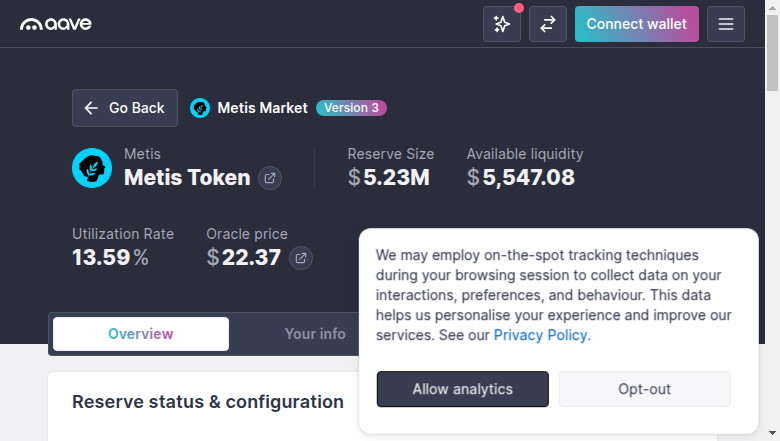 aave
Connect wallet
Go Back
Metis Market
Version 3
Metis
Metis Token
Reserve Size
$5.23M
Available liquidity
$5,547.08
Utilization Rate
13.59%
Oracle price
$22.37
We may employ on-the-spot tracking techniques
during your browsing session to collect data on your
interactions, preferences, and behaviour. This data
helps us personalise your experience and improve our
services. See our Privacy Policy.
Allow analytics
Opt-out
Overview
Your info
Reserve status & configuration